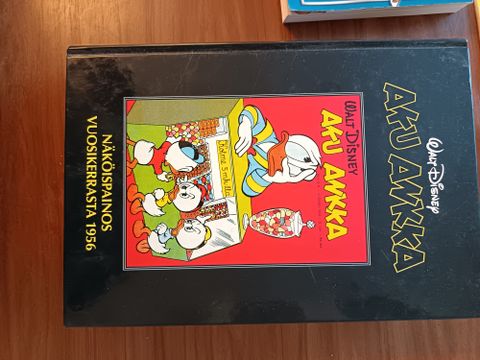 WALT DISNEY
AKU ANKKA
WALT DISNEY
AKU ANKKA
NÄKÖISPAINOS
VUOSIKERRASTA 1956